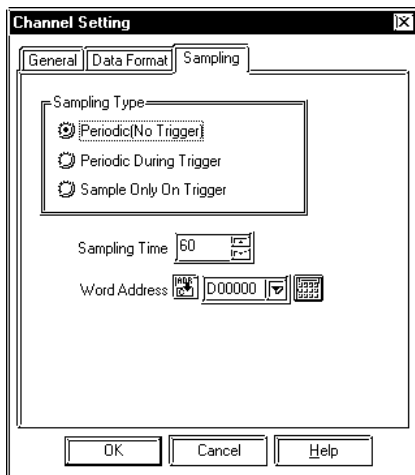 Channel Setting
General Data Format Sampling
Sampling Type
Periodic(No Trigger)
Periodic During Trigger
Sample Only On Trigger
Sampling Time 60
Word Address D00000
OK Cancel Help